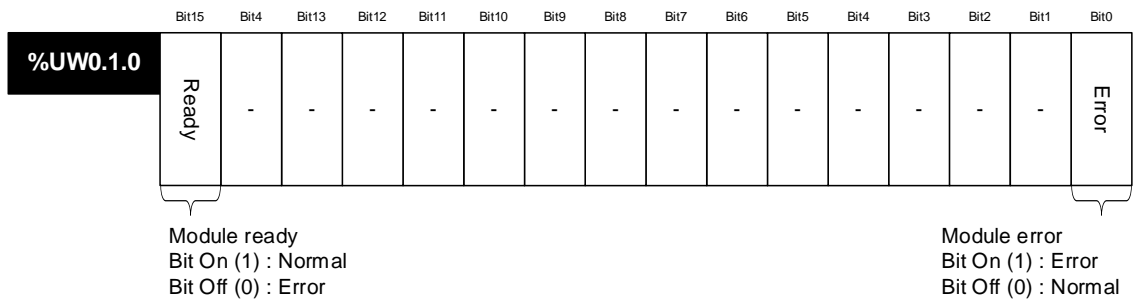 Bit15 Bit4 Bit13 Bit12 Bit11 Bit10 Bit9 Bit8 Bit7 Bit6 Bit5 Bit4 Bit3 Bit2 Bit1 Bit0
%UW0.1.0 Ready - - - - - - - - - - - - - - Error
Module ready
Bit On (1) : Normal
Bit Off (0) : Error
Module error
Bit On (1) : Error
Bit Off (0) : Normal